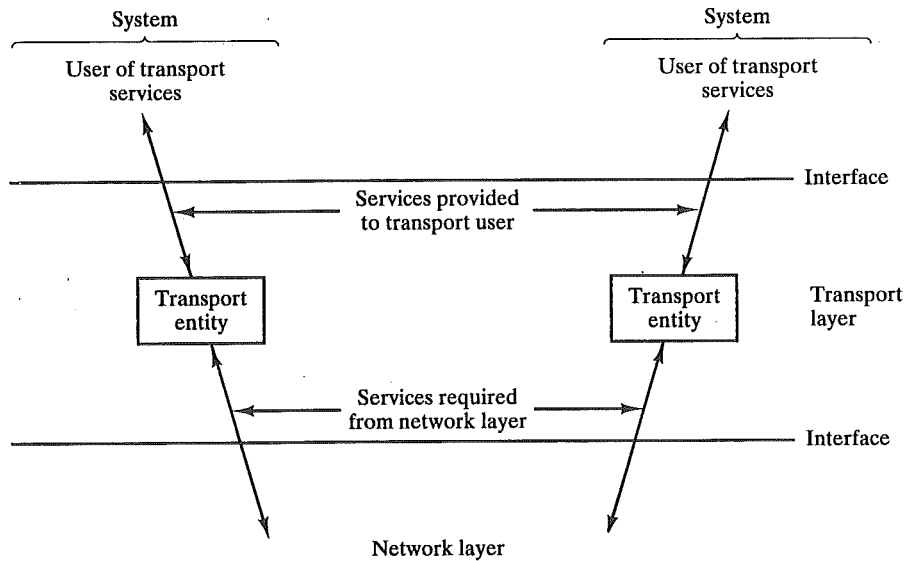 System
System
User of transport
services
User of transport
services
Interface
Services provided
to transport user
Transport
entity
Transport
entity
Transport
layer
Services required
from network layer
Interface
Network layer